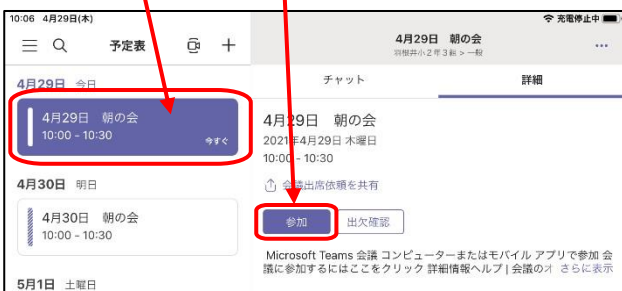 10:06 4月29日(木)
充電停止中
予定表
4月29日 朝の会
羽根井小2年3組 > 一般
4月29日 今日
4月29日 朝の会
10:00 - 10:30
今すぐ
4月30日 明日
4月30日 朝の会
10:00 - 10:30
5月1日 土曜日
チャット
詳細
4月29日 朝の会
2021年4月29日 木曜日
10:00 - 10:30
会議出席依頼を共有
参加
出欠確認
Microsoft Teams 会議 コンピューターまたはモバイル アプリで参加 会
議に参加するにはここをクリック 詳細情報ヘルプ | 会議のオ さらに表示